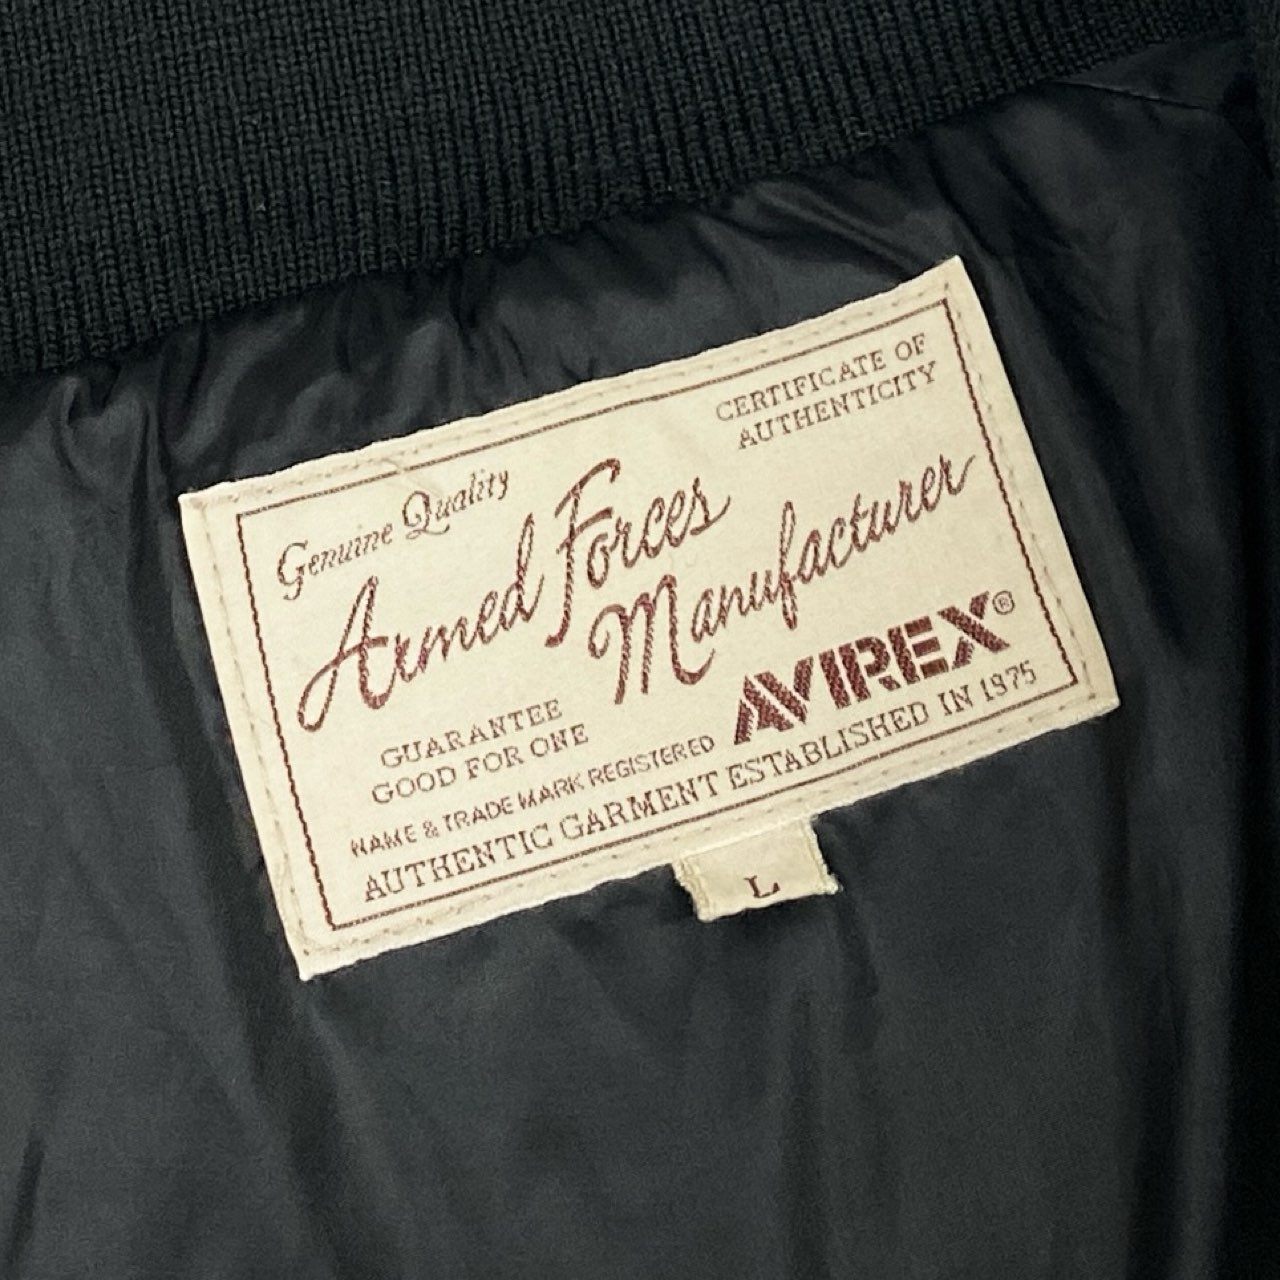 CERTIFICATE OF
AUTHENTICITY
Genuine Quality
Armed Forces
Manufacturer
GUARANTEE
GOOD FOR ONE
AVIREX®
NAME & TRADE MARK REGISTERED
AUTHENTIC GARMENT ESTABLISHED IN 1975
L